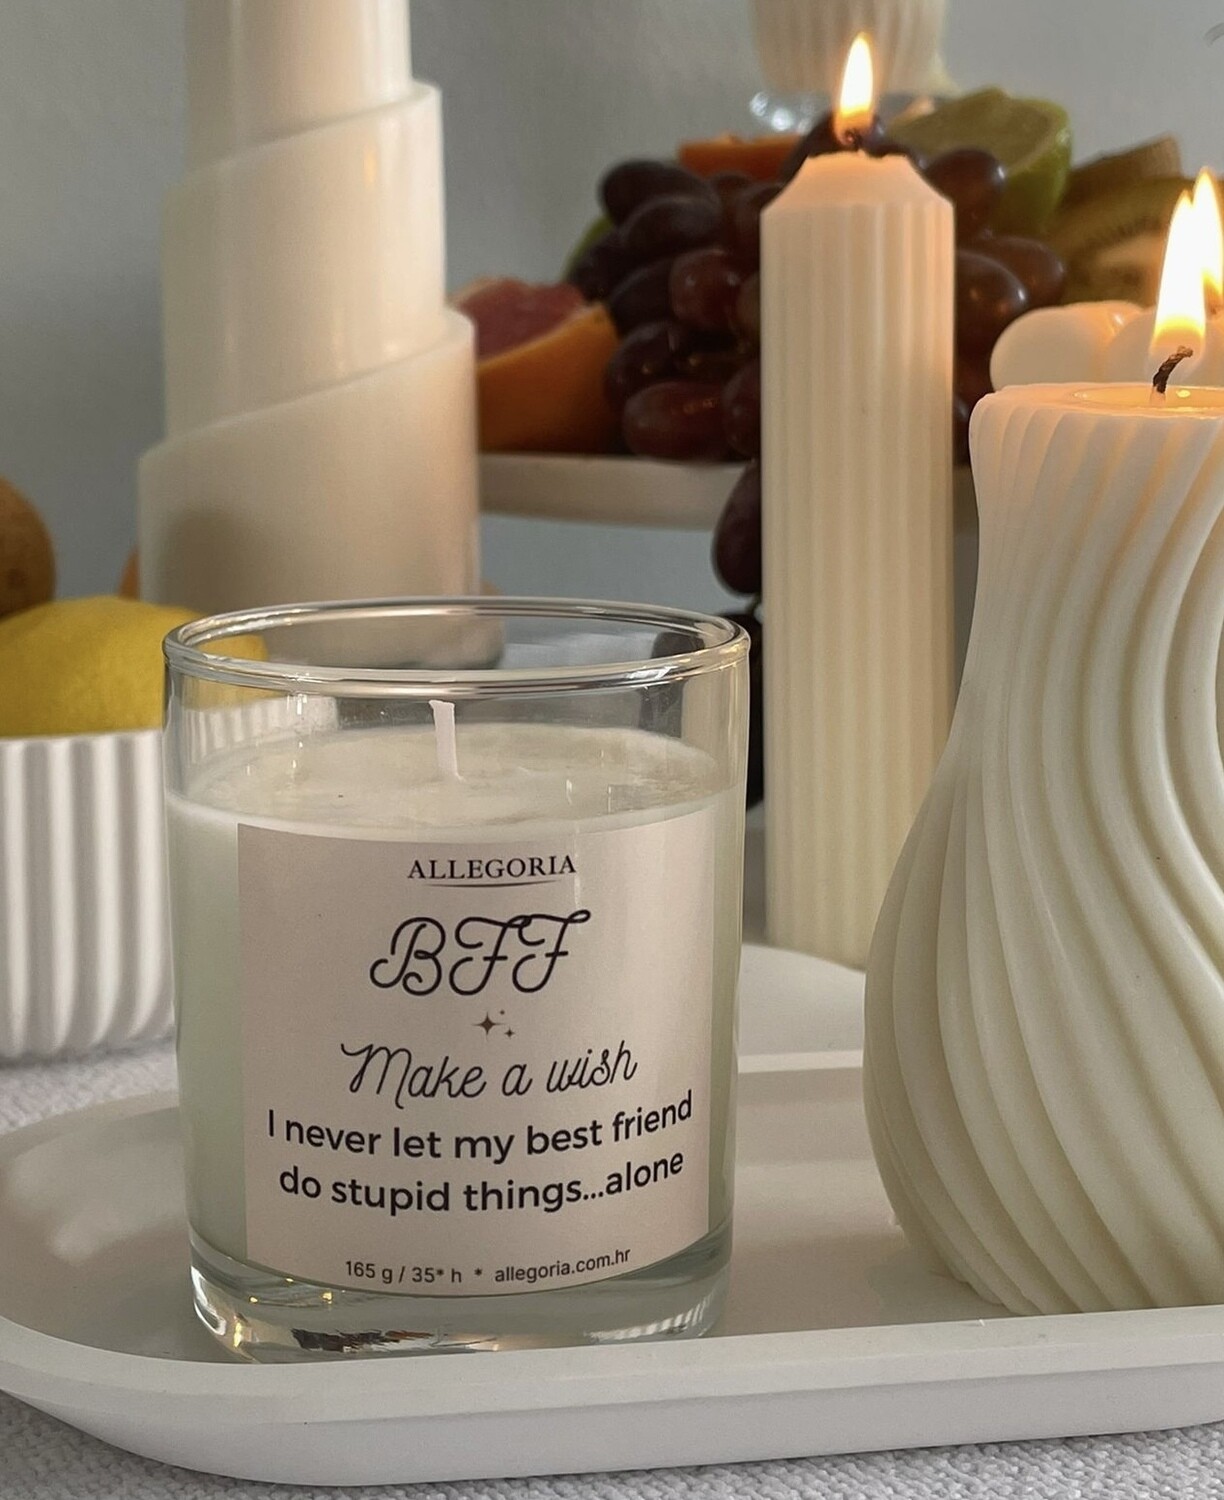 ALLEGORIA
BFF
Make a wish
I never let my best friend
do stupid things...alone
165 g / 35* h * allegoria.com.hr